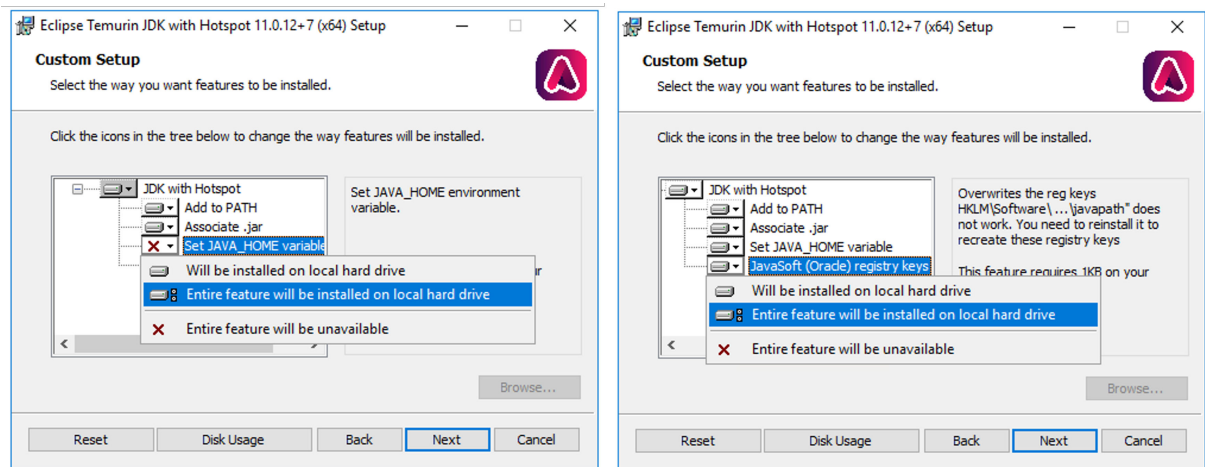 Eclipse Temurin JDK with Hotspot 11.0.12+7 (x64) Setup
Custom Setup
Select the way you want features to be installed.
Click the icons in the tree below to change the way features will be installed.
JDK with Hotspot
Add to PATH
Associate .jar
Set JAVA_HOME variable
Set JAVA_HOME environment
variable.
Will be installed on local hard drive
Entire feature will be installed on local hard drive
Entire feature will be unavailable
Browse...
Reset
Disk Usage
Back
Next
Cancel
Eclipse Temurin JDK with Hotspot 11.0.12+7 (x64) Setup
Custom Setup
Select the way you want features to be installed.
Click the icons in the tree below to change the way features will be installed.
JDK with Hotspot
Add to PATH
Associate .jar
Set JAVA_HOME variable
JavaSoft (Oracle) registry keys
Overwrites the reg keys
HKLM\Software\...\javapath" does
not work. You need to reinstall it to
recreate these registry keys
This feature requires 1KB on your
Will be installed on local hard drive
Entire feature will be installed on local hard drive
Entire feature will be unavailable
Browse...
Reset
Disk Usage
Back
Next
Cancel